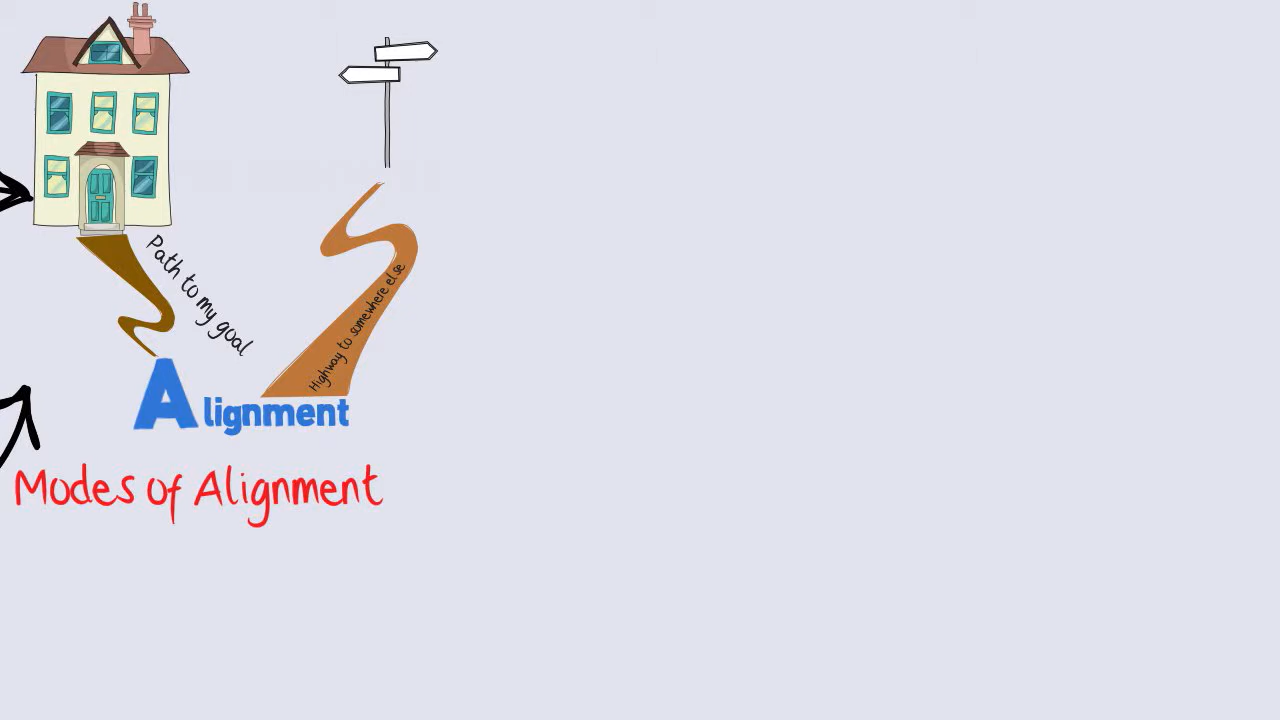 Path to my goal
Highway to somewhere else
Alignment
Modes of Alignment